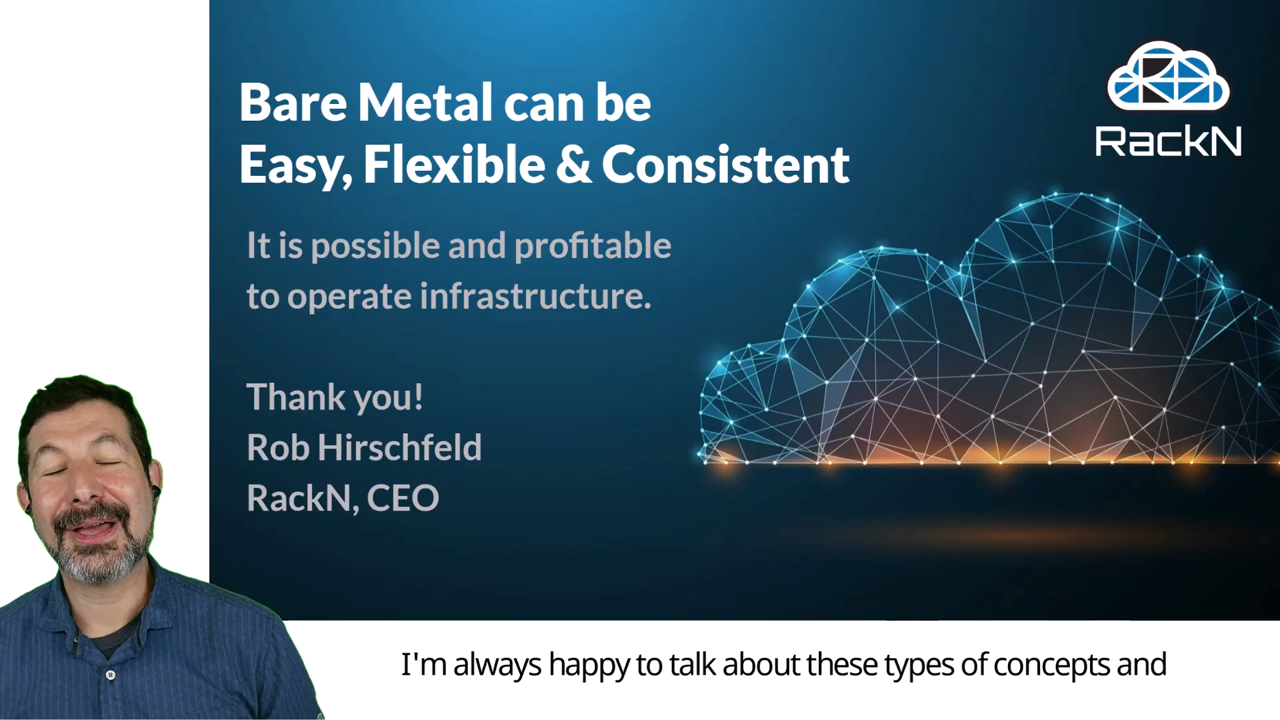 Bare Metal can be
Easy, Flexible & Consistent
RackN
It is possible and profitable
to operate infrastructure.
Thank you!
Rob Hirschfeld
RackN, CEO
I'm always happy to talk about these types of concepts and